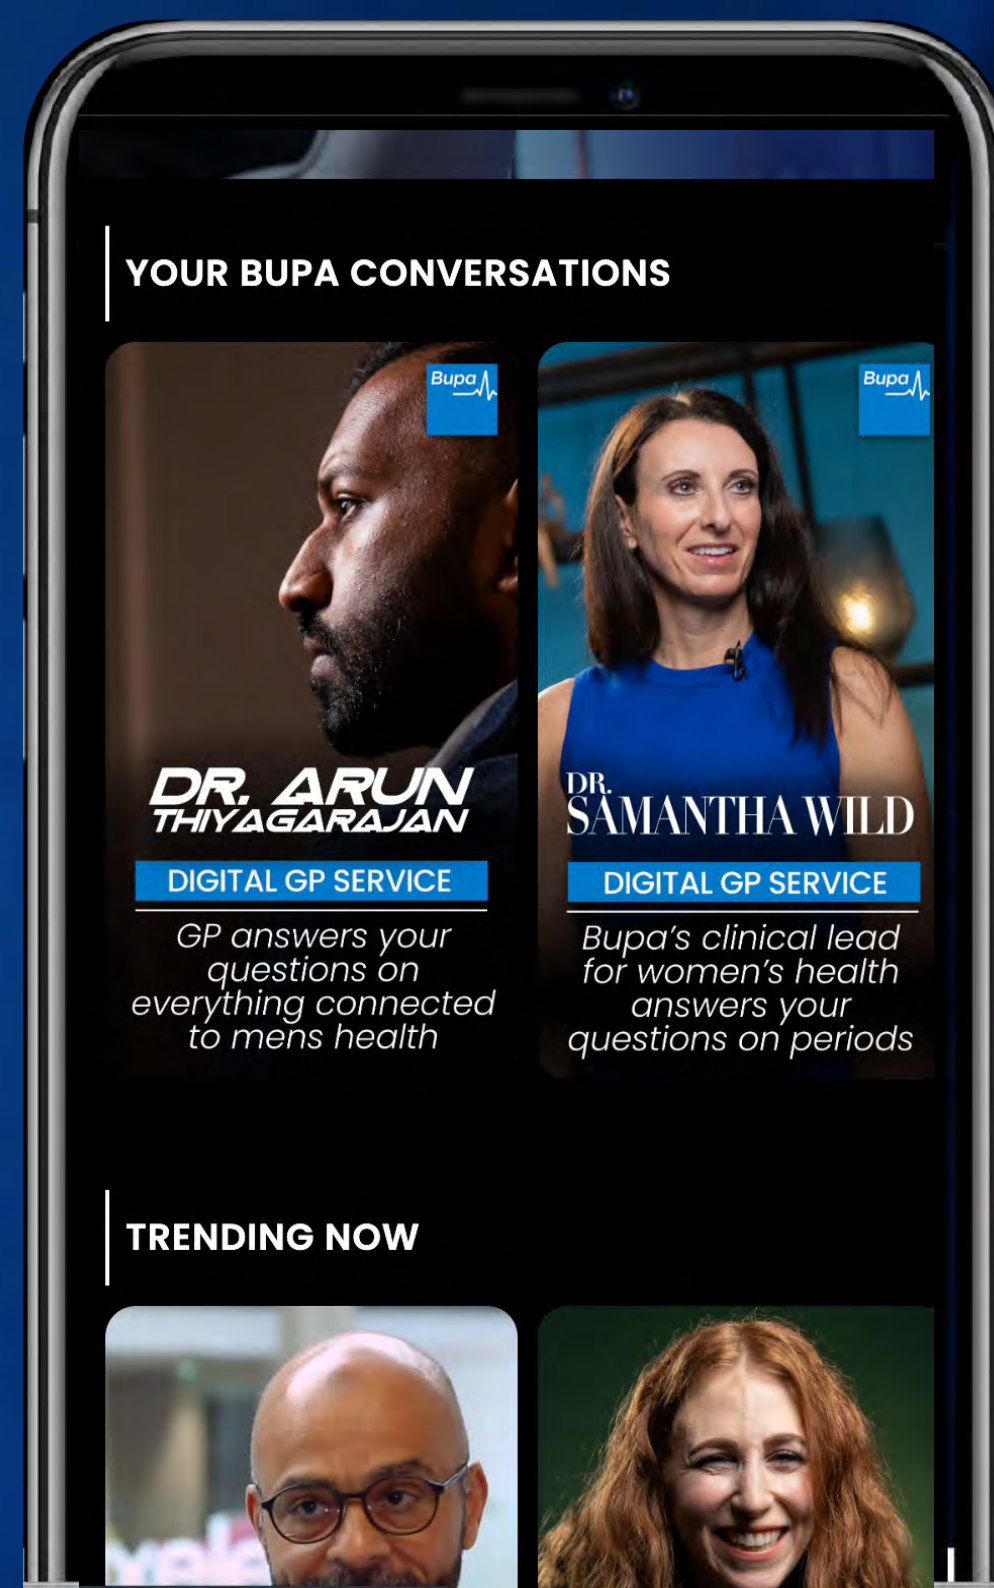 YOUR BUPA CONVERSATIONS
Bupa
DR. ARUN
THIYAGARAJAN
DIGITAL GP SERVICE
GP answers your
questions on
everything connected
to mens health
Bupa
DR.
SAMANTHA WILD
DIGITAL GP SERVICE
Bupa's clinical lead
for women's health
answers your
questions on periods
TRENDING NOW